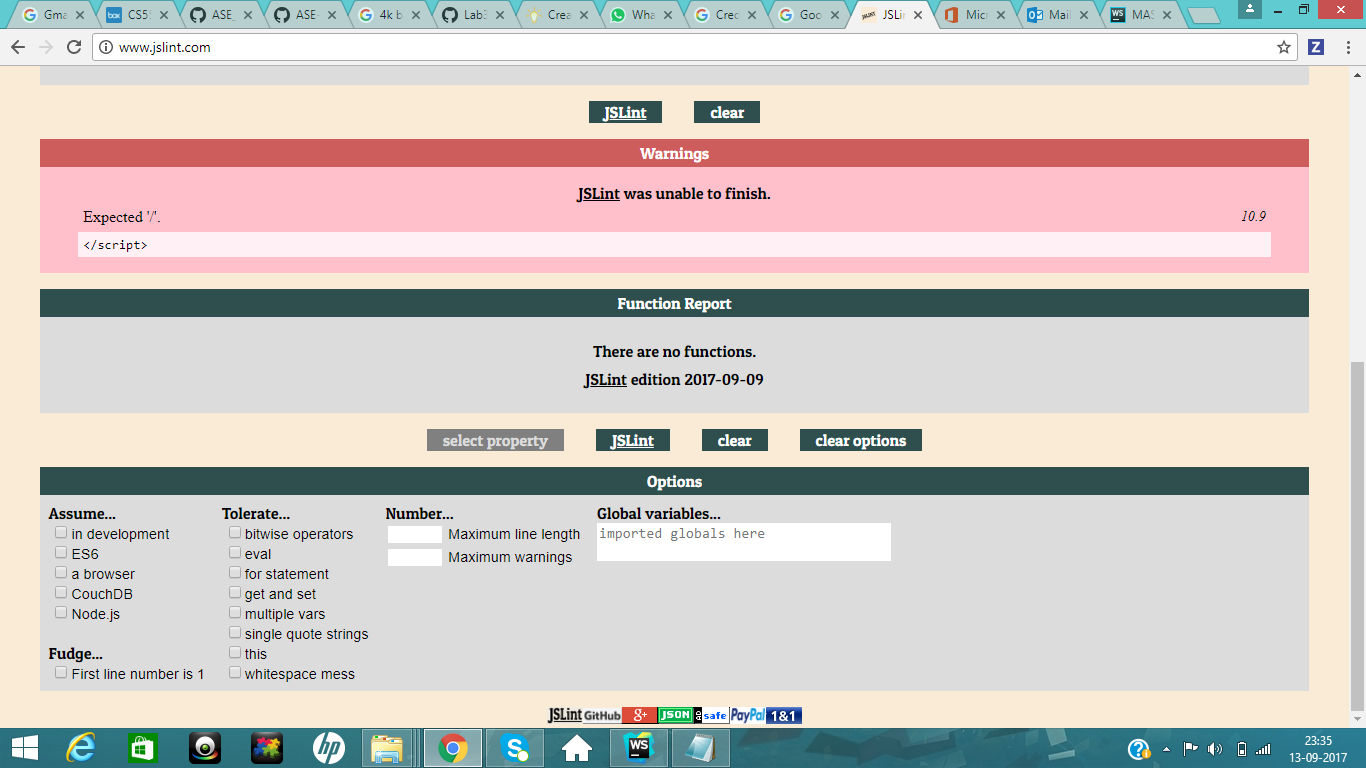 Gma CS5 ASE_ ASE- 4k b Lab Crea Wha Crec Goo JSLi Micr Mail MAS
www.jslint.com
JSLint clear
Warnings
JSLint was unable to finish.
Expected '/'. 10.9
</script>
Function Report
There are no functions.
JSLint edition 2017-09-09
select property JSLint clear clear options
Options
Assume... Tolerate... Number... Global variables...
in development bitwise operators Maximum line length imported globals here
ES6 eval Maximum warnings
a browser for statement
CouchDB get and set
Node.js multiple vars
single quote strings
Fudge... this
First line number is 1 whitespace mess
JSLint GitHub g+ JSON AD safe PayPal 1&1
23:35
13-09-2017